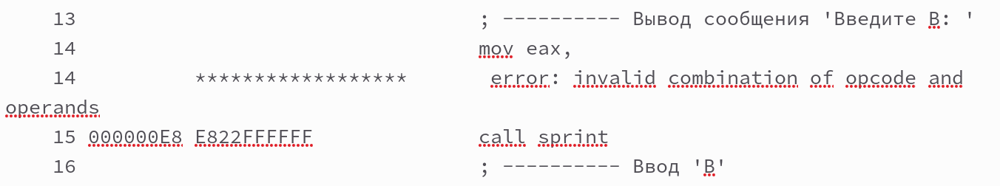 13 ; ---------- Вывод сообщения 'Введите B: '
14 mov eax,
14 ****************** error: invalid combination of opcode and
operands
15 000000E8 E822FFFFFF call sprint
16 ; ---------- Ввод 'B'